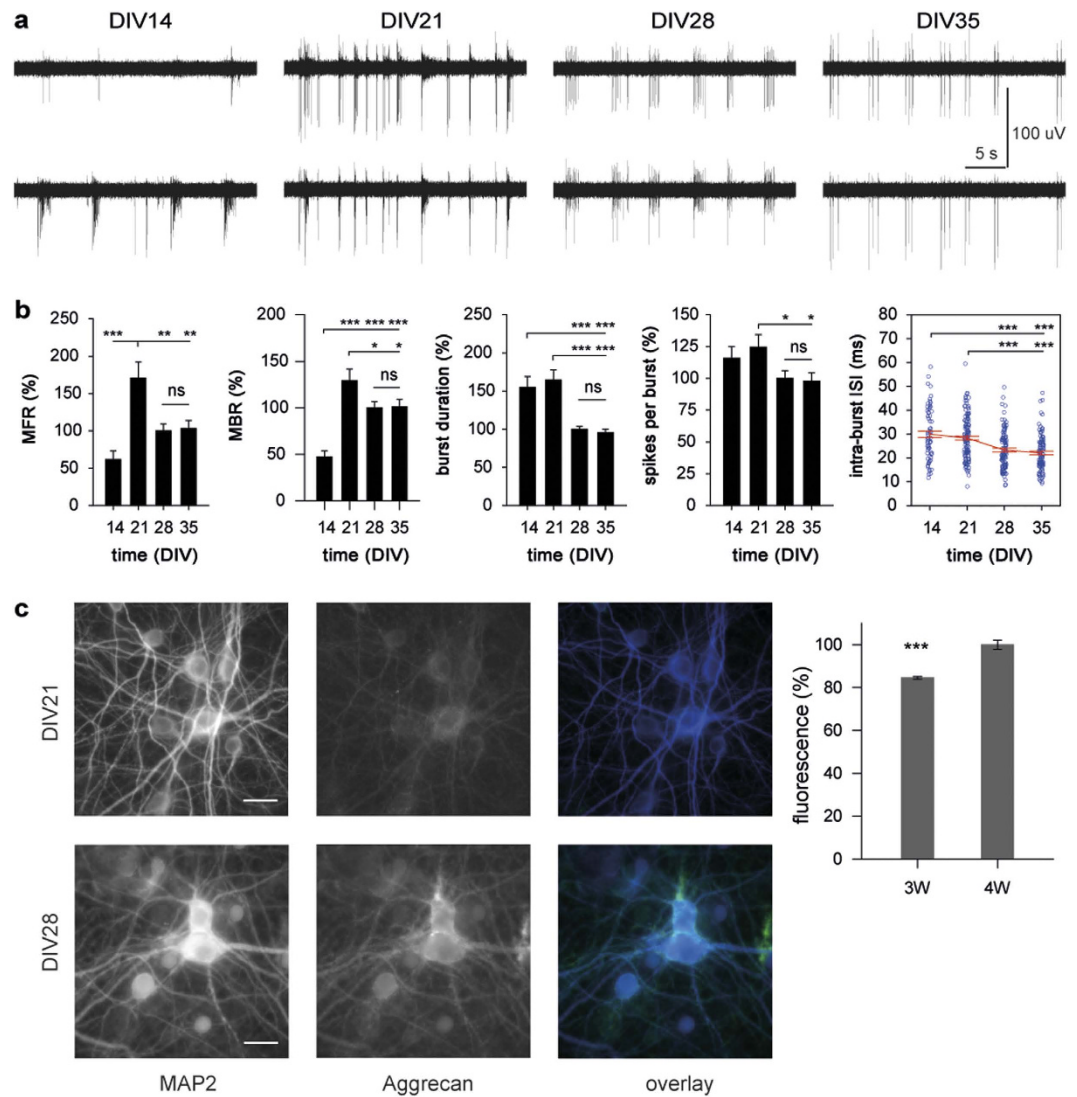 a
DIV14 DIV21 DIV28 DIV35
100 uV
5 s
b
MFR (%)
250
200
150
100
50
0
*** ** **
ns
14 21 28 35
time (DIV)
MBR (%)
200
150
100
50
0
*** *** ***
* *
ns
14 21 28 35
time (DIV)
burst duration (%)
250
200
150
100
50
0
*** ***
*** ***
ns
14 21 28 35
time (DIV)
spikes per burst (%)
150
125
100
75
50
25
0
* *
ns
14 21 28 35
time (DIV)
intra-burst ISI (ms)
80
70
60
50
40
30
20
10
0
*** ***
*** ***
14 21 28 35
time (DIV)
c
DIV21
DIV28
MAP2 Aggrecan overlay
fluorescence (%)
100
80
60
40
20
0
***
3W 4W